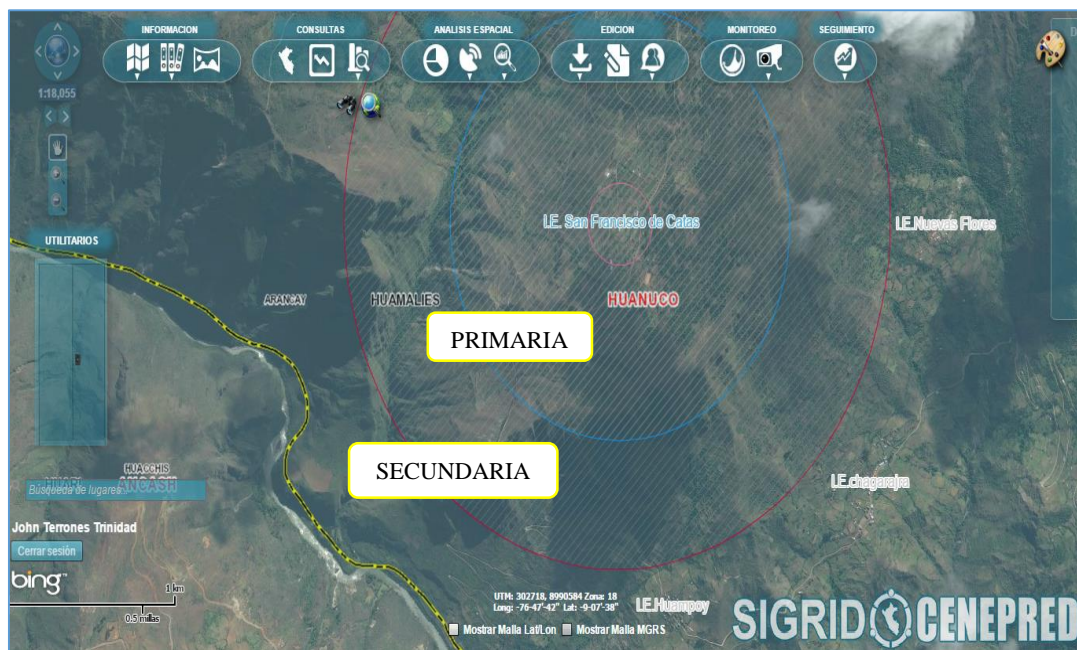 INFORMACION
CONSULTAS
ANALISIS ESPACIAL
EDICION
MONITOREO
SEGUIMIENTO
1:18,055
UTILITARIOS
I.E. San Francisco de Catas
I.E.Nuevas Flores
ARANCAY
HUAMALIES
HUANUCO
PRIMARIA
SECUNDARIA
HUACCHIS
ANCASH
Búsqueda de lugares...
I.E.chagaragra
John Terrones Trinidad
Cerrar sesión
bing
1 km
0.5 millas
UTM: 302718, 8990584 Zona: 18
Long: -76-47'-42" Lat: -9-07'-38"
I.E.Huampoy
Mostrar Malla Lat/Lon Mostrar Malla MGRS
SIGRID CENEPRED